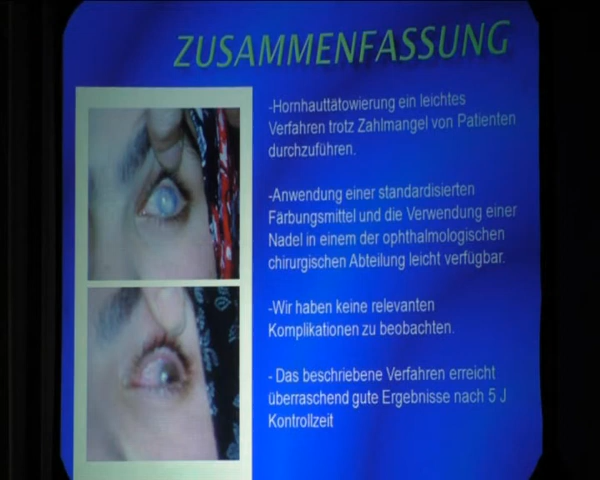 ZUSAMMENFASSUNG
-Hornhauttätowierung ein leichtes
Verfahren trotz Zahlmangel von Patienten
durchzuführen.
-Anwendung einer standardisierten
Färbungsmittel und die Verwendung einer
Nadel in einem der ophthalmologischen
chirurgischen Abteilung leicht verfügbar.
-Wir haben keine relevanten
Komplikationen zu beobachten.
- Das beschriebene Verfahren erreicht
überraschend gute Ergebnisse nach 5 J
Kontrollzeit